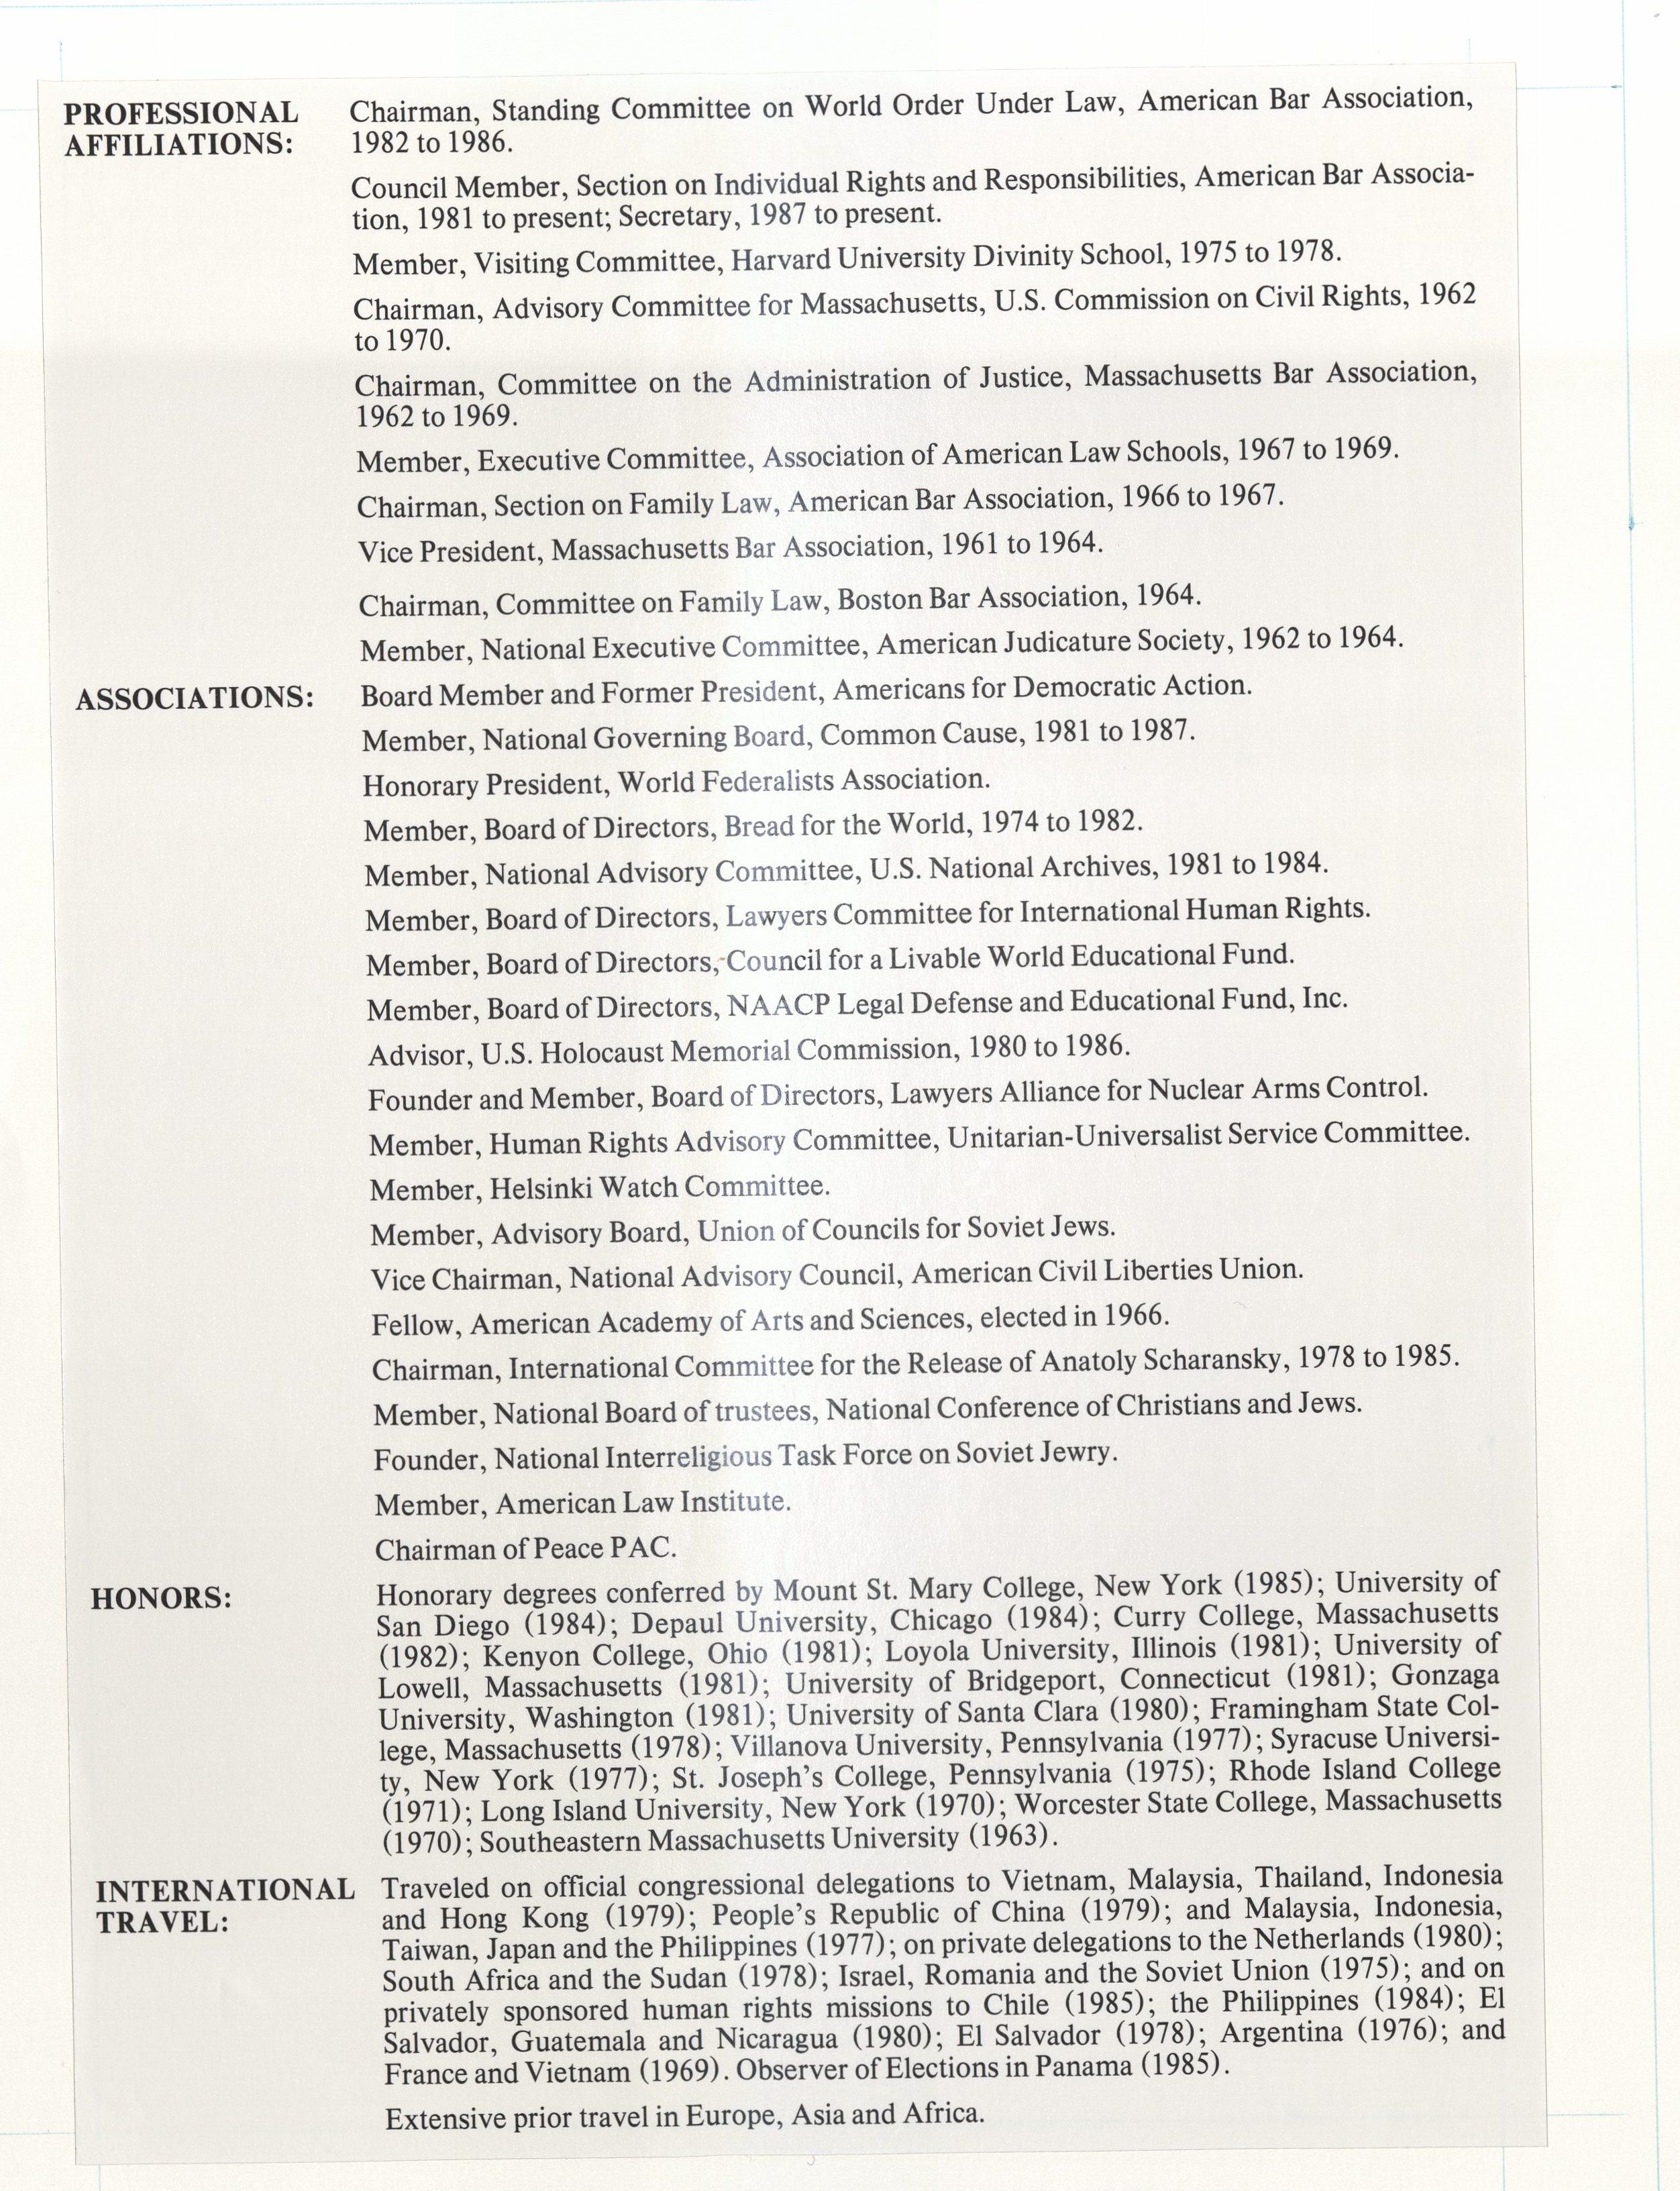 PROFESSIONAL
AFFILIATIONS:
Chairman, Standing Committee on World Order Under Law, American Bar Association,
1982 to 1986.
Council Member, Section on Individual Rights and Responsibilities, American Bar Associa-
tion, 1981 to present; Secretary, 1987 to present.
Member, Visiting Committee, Harvard University Divinity School, 1975 to 1978.
Chairman, Advisory Committee for Massachusetts, U.S. Commission on Civil Rights, 1962
to 1970.
Chairman, Committee on the Administration of Justice, Massachusetts Bar Association,
1962 to 1969.
Member, Executive Committee, Association of American Law Schools, 1967 to 1969.
Chairman, Section on Family Law, American Bar Association, 1966 to 1967.
Vice President, Massachusetts Bar Association, 1961 to 1964.
Chairman, Committee on Family Law, Boston Bar Association, 1964.
Member, National Executive Committee, American Judicature Society, 1962 to 1964.
ASSOCIATIONS:
Board Member and Former President, Americans for Democratic Action.
Member, National Governing Board, Common Cause, 1981 to 1987.
Honorary President, World Federalists Association.
Member, Board of Directors, Bread for the World, 1974 to 1982.
Member, National Advisory Committee, U.S. National Archives, 1981 to 1984.
Member, Board of Directors, Lawyers Committee for International Human Rights.
Member, Board of Directors, Council for a Livable World Educational Fund.
Member, Board of Directors, NAACP Legal Defense and Educational Fund, Inc.
Advisor, U.S. Holocaust Memorial Commission, 1980 to 1986.
Founder and Member, Board of Directors, Lawyers Alliance for Nuclear Arms Control.
Member, Human Rights Advisory Committee, Unitarian-Universalist Service Committee.
Member, Helsinki Watch Committee.
Member, Advisory Board, Union of Councils for Soviet Jews.
Vice Chairman, National Advisory Council, American Civil Liberties Union.
Fellow, American Academy of Arts and Sciences, elected in 1966.
Chairman, International Committee for the Release of Anatoly Scharansky, 1978 to 1985.
Member, National Board of trustees, National Conference of Christians and Jews.
Founder, National Interreligious Task Force on Soviet Jewry.
Member, American Law Institute.
Chairman of Peace PAC.
HONORS:
Honorary degrees conferred by Mount St. Mary College, New York (1985); University of
San Diego (1984); Depaul University, Chicago (1984); Curry College, Massachusetts
(1982); Kenyon College, Ohio (1981); Loyola University, Illinois (1981); University of
Lowell, Massachusetts (1981); University of Bridgeport, Connecticut (1981); Gonzaga
University, Washington (1981); University of Santa Clara (1980); Framingham State Col-
lege, Massachusetts (1978); Villanova University, Pennsylvania (1977); Syracuse Universi-
ty, New York (1977); St. Joseph's College, Pennsylvania (1975); Rhode Island College
(1971); Long Island University, New York (1970); Worcester State College, Massachusetts
(1970); Southeastern Massachusetts University (1963).
INTERNATIONAL
TRAVEL:
Traveled on official congressional delegations to Vietnam, Malaysia, Thailand, Indonesia
and Hong Kong (1979); People's Republic of China (1979); and Malaysia, Indonesia,
Taiwan, Japan and the Philippines (1977); on private delegations to the Netherlands (1980);
South Africa and the Sudan (1978); Israel, Romania and the Soviet Union (1975); and on
privately sponsored human rights missions to Chile (1985); the Philippines (1984); El
Salvador, Guatemala and Nicaragua (1980); El Salvador (1978); Argentina (1976); and
France and Vietnam (1969). Observer of Elections in Panama (1985).
Extensive prior travel in Europe, Asia and Africa.